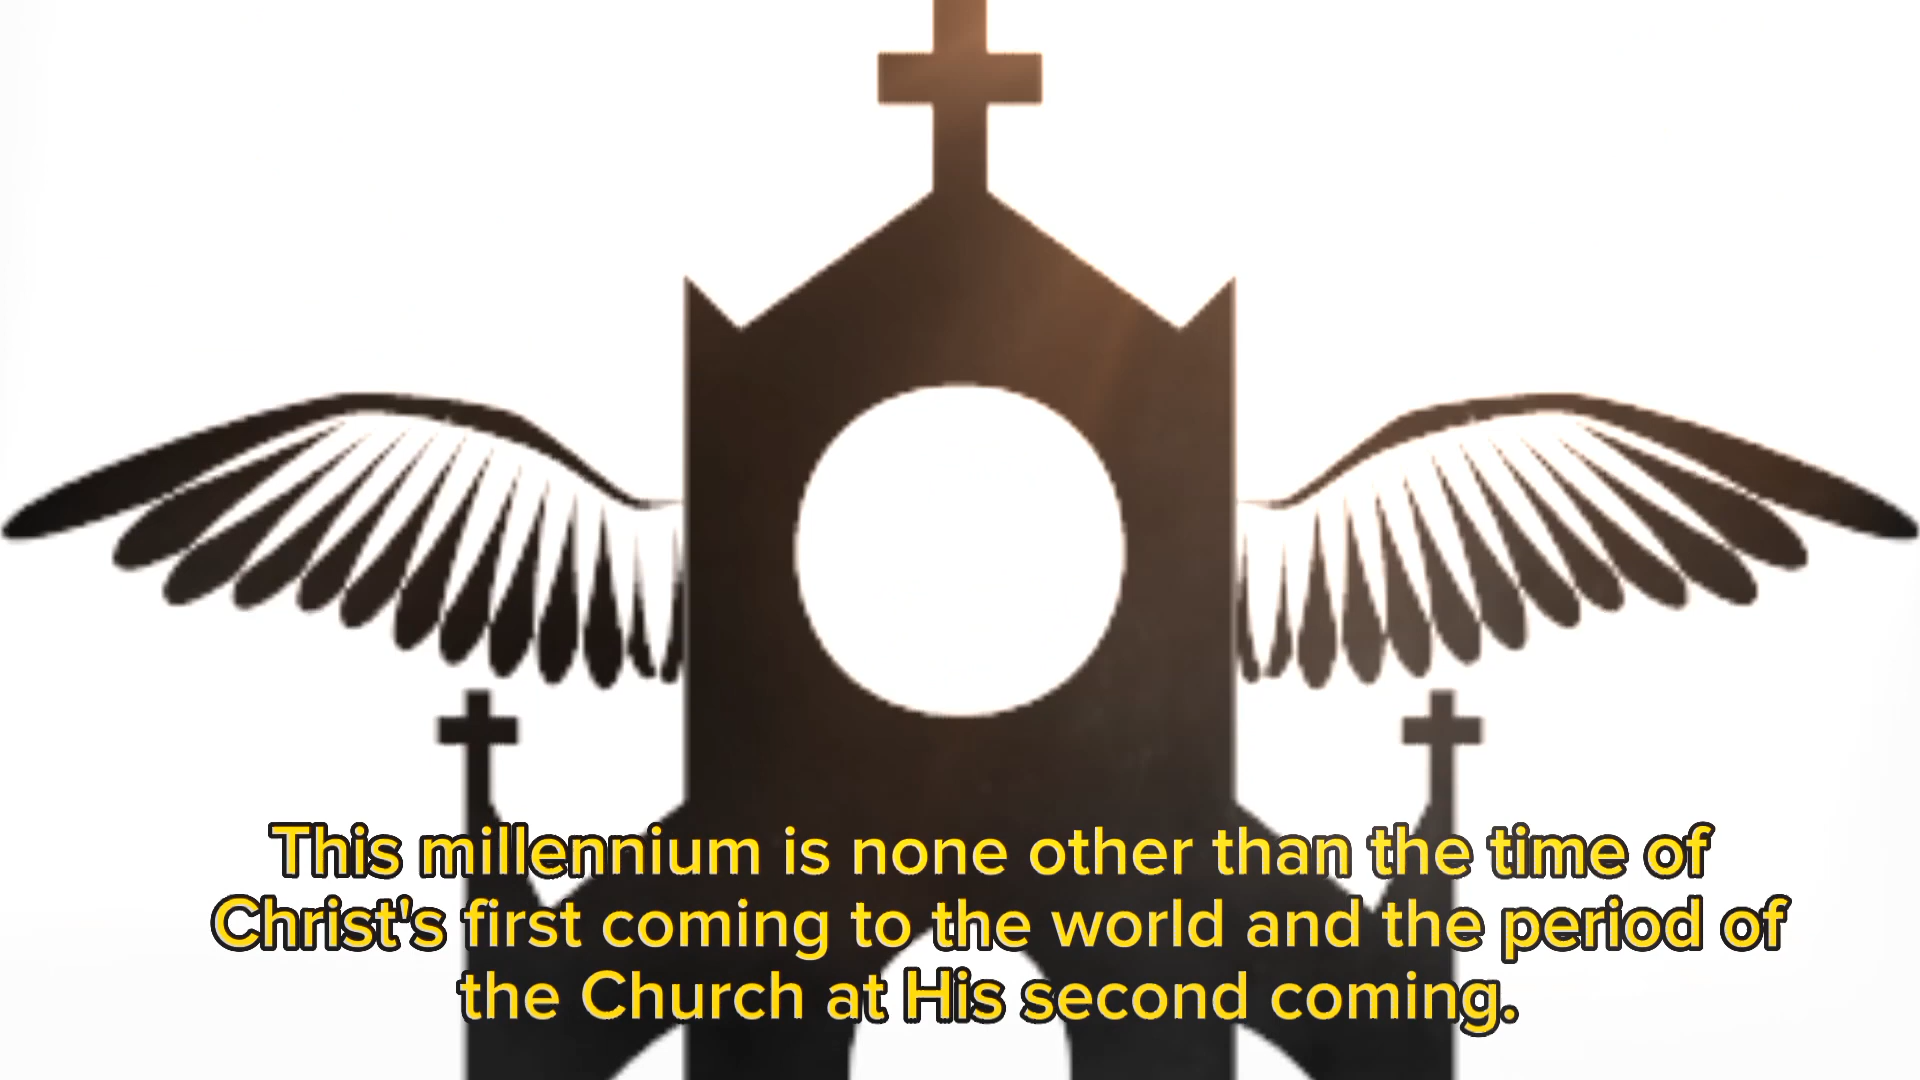 This millennium is none other than the time of
Christ's first coming to the world and the period of
the Church at His second coming.